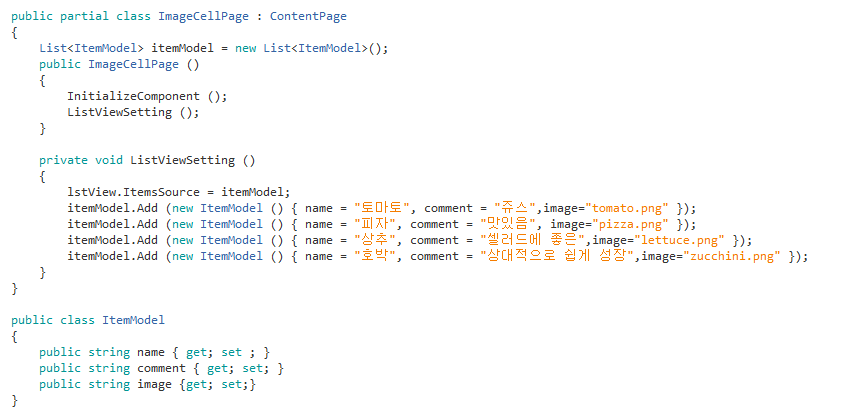 public partial class ImageCellPage : ContentPage
{
    List<ItemModel> itemModel = new List<ItemModel>();
    public ImageCellPage ()
    {
        InitializeComponent ();
        ListViewSetting ();
    }

    private void ListViewSetting ()
    {
        lstView.ItemsSource = itemModel;
        itemModel.Add (new ItemModel () { name = "토마토", comment = "쥬스",image="tomato.png" });
        itemModel.Add (new ItemModel () { name = "피자", comment = "맛있음", image="pizza.png" });
        itemModel.Add (new ItemModel () { name = "상추", comment = "셀러드에 좋은",image="lettuce.png" });
        itemModel.Add (new ItemModel () { name = "호박", comment = "상대적으로 쉽게 성장",image="zucchini.png" });
    }
}

public class ItemModel
{
    public string name { get; set ; }
    public string comment { get; set; }
    public string image {get; set;}
}